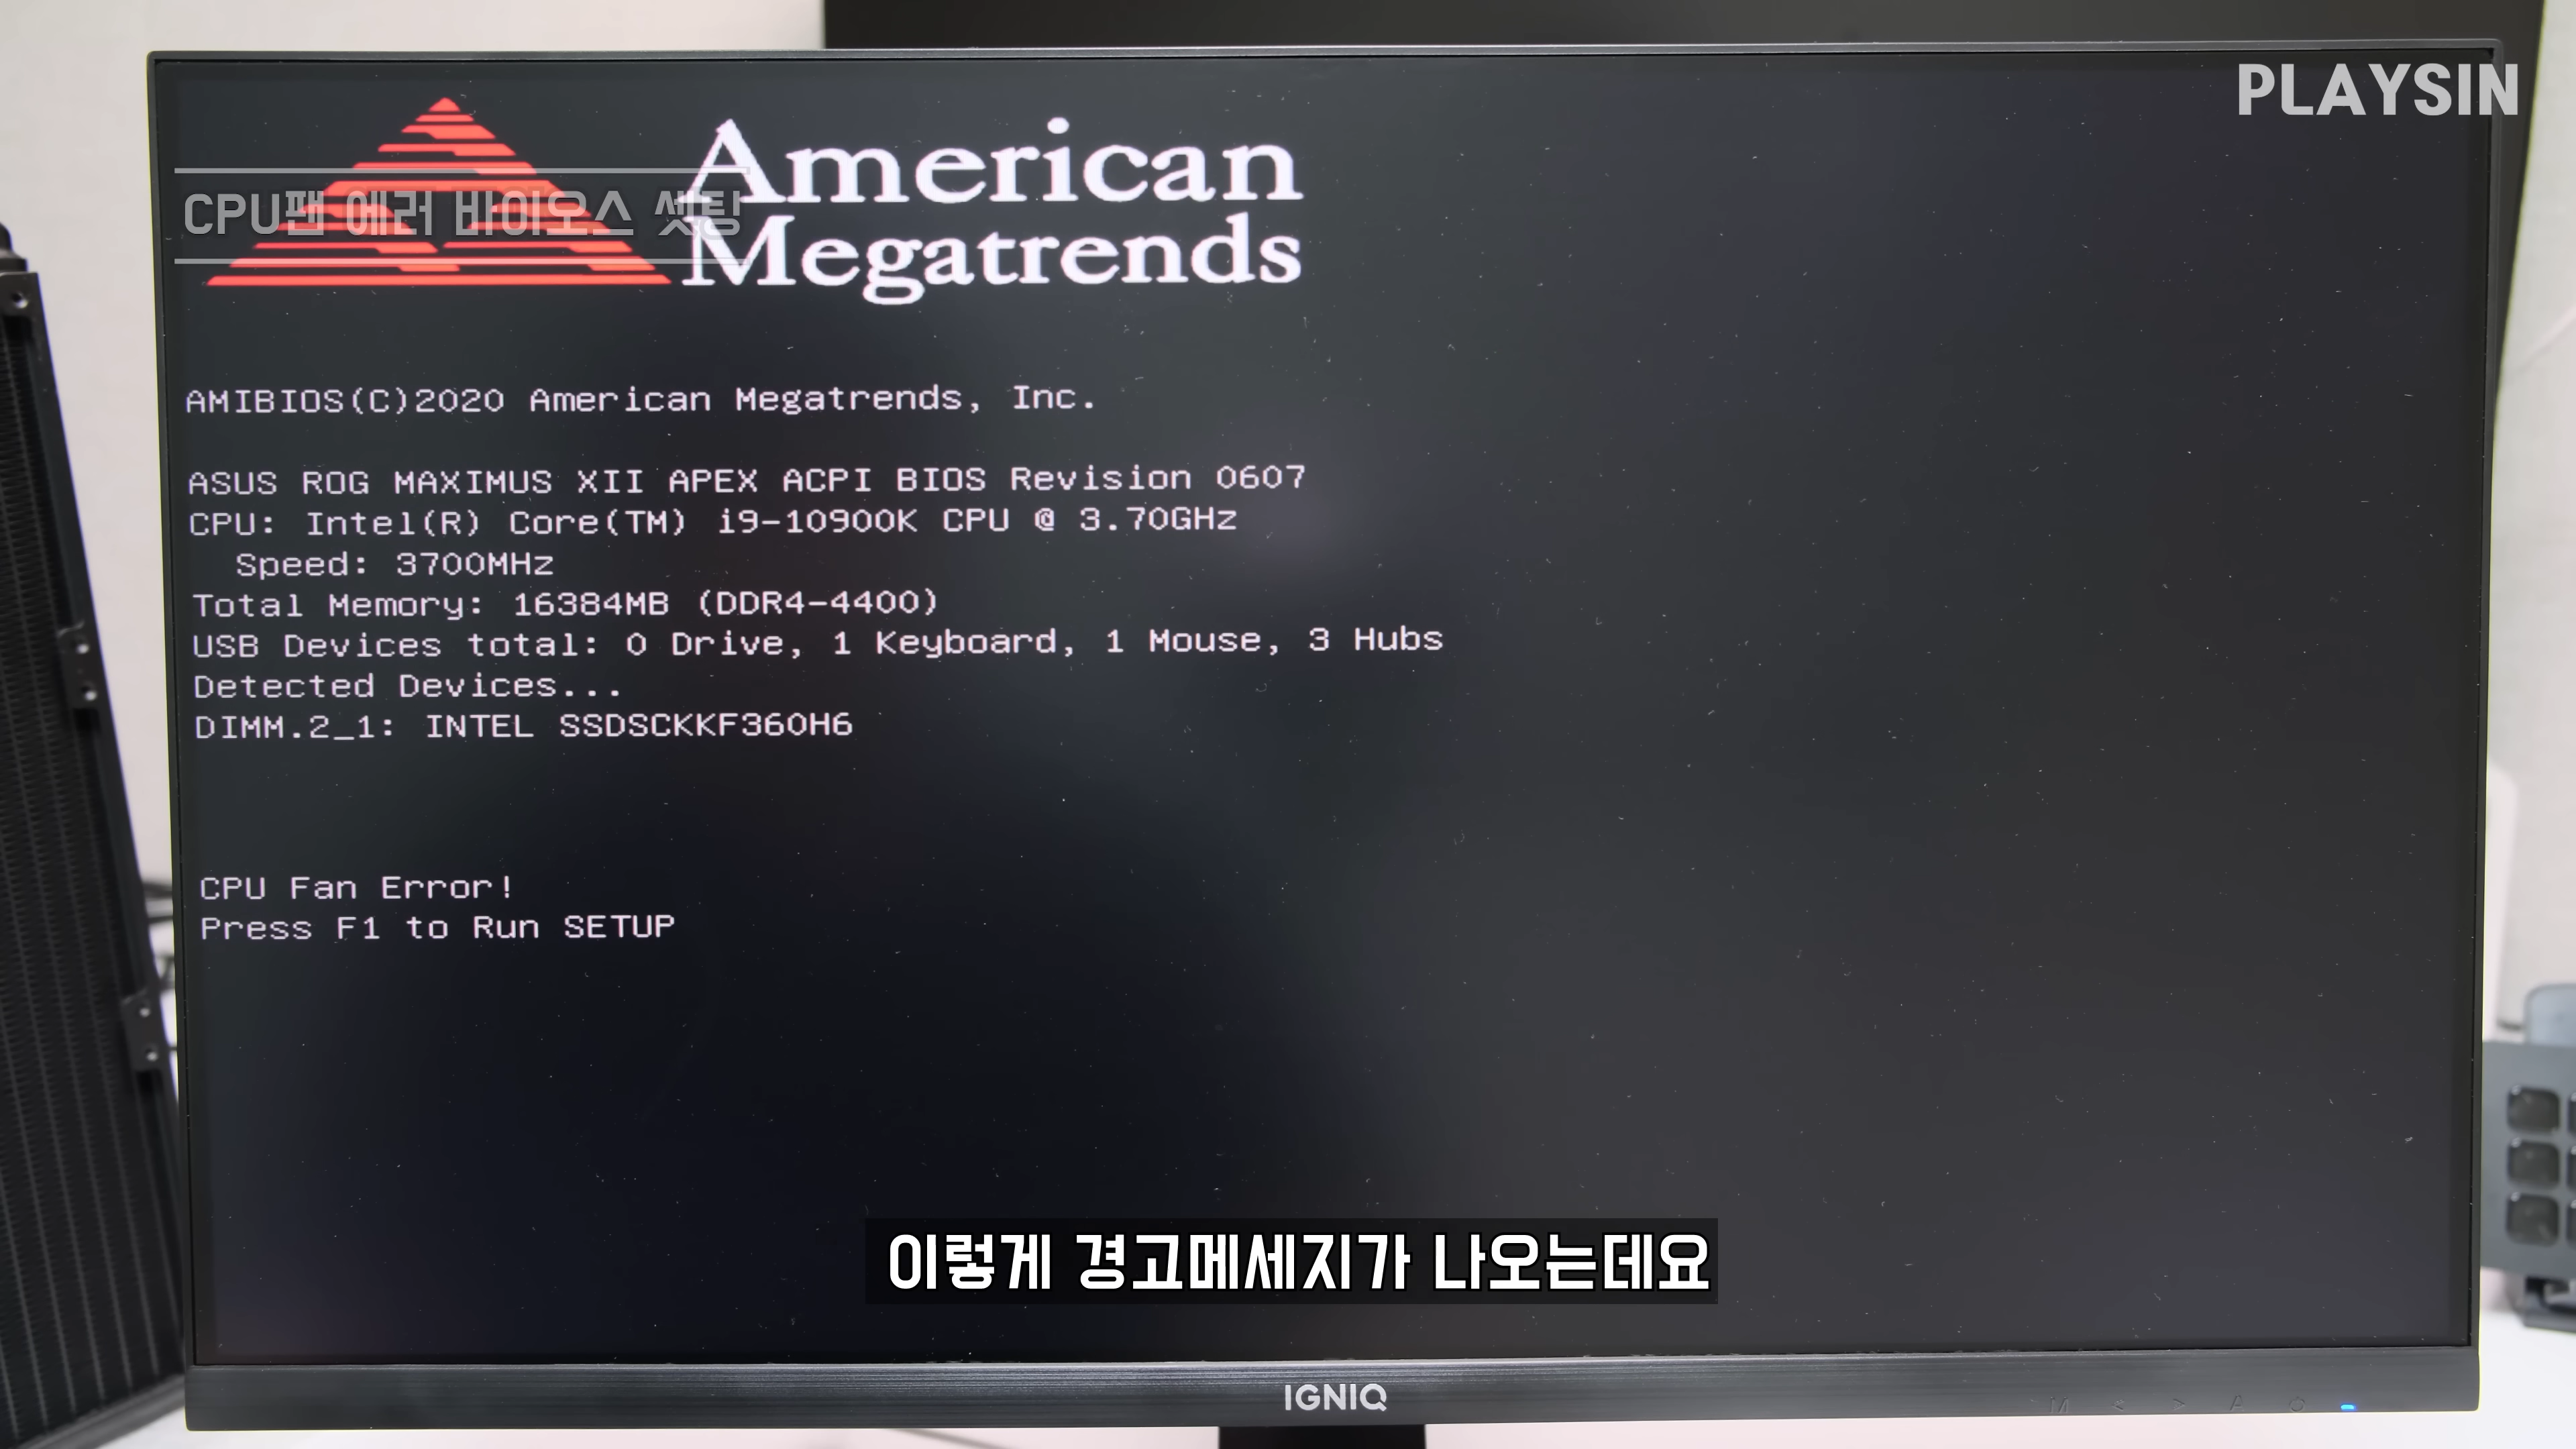 PLAYSIN
American
Megatrends
CPU팬 에러 바이오스 셋팅
AMIBIOS(C)2020 American Megatrends, Inc.
ASUS ROG MAXIMUS XII APEX ACPI BIOS Revision 0607
CPU: Intel(R) Core(TM) i9-10900K CPU @ 3.70GHz
Speed: 3700MHz
Total Memory: 16384MB (DDR4-4400)
USB Devices total: 0 Drive, 1 Keyboard, 1 Mouse, 3 Hubs
Detected Devices...
DIMM.2_1: INTEL SSDSCKKF360H6
CPU Fan Error!
Press F1 to Run SETUP
이렇게 경고메세지가 나오는데요
IGNIQ